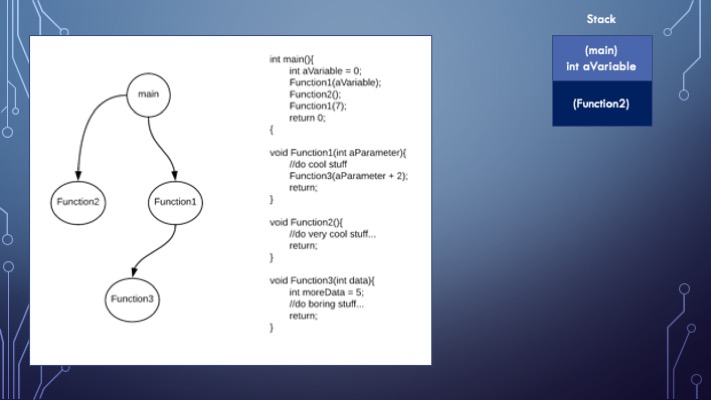 Stack
(main)
int aVariable
(Function2)
main
Function2
Function1
Function3
int main(){
int aVariable = 0;
Function1(aVariable);
Function2();
Function1(7);
return 0;
{
void Function1(int aParameter){
//do cool stuff
Function3(aParameter + 2);
return;
}
void Function2(){
//do very cool stuff...
return;
}
void Function3(int data){
int moreData = 5;
//do boring stuff...
return;
}